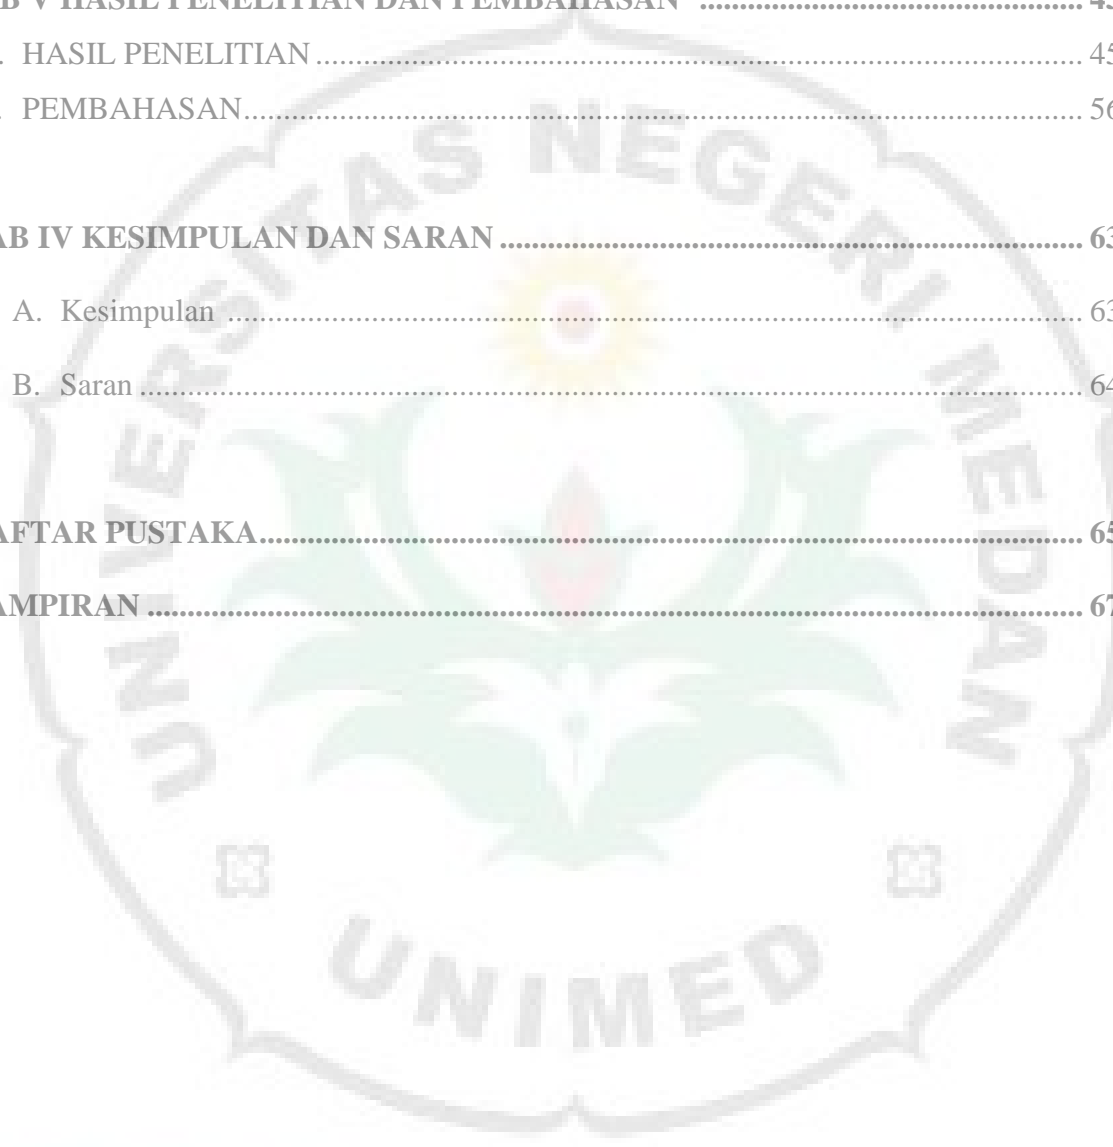 B V HASIL PENELITIAN DAN PEMBAHASAN ........................................................ 45
. HASIL PENELITIAN ........................................................ 45
. PEMBAHASAN ........................................................ 56
AB IV KESIMPULAN DAN SARAN ........................................................ 63
A. Kesimpulan ........................................................ 63
B. Saran ........................................................ 64
AFTAR PUSTAKA ........................................................ 65
AMPIRAN ........................................................ 67
UNIVERSITAS NEGERI MEDAN
UNIMED